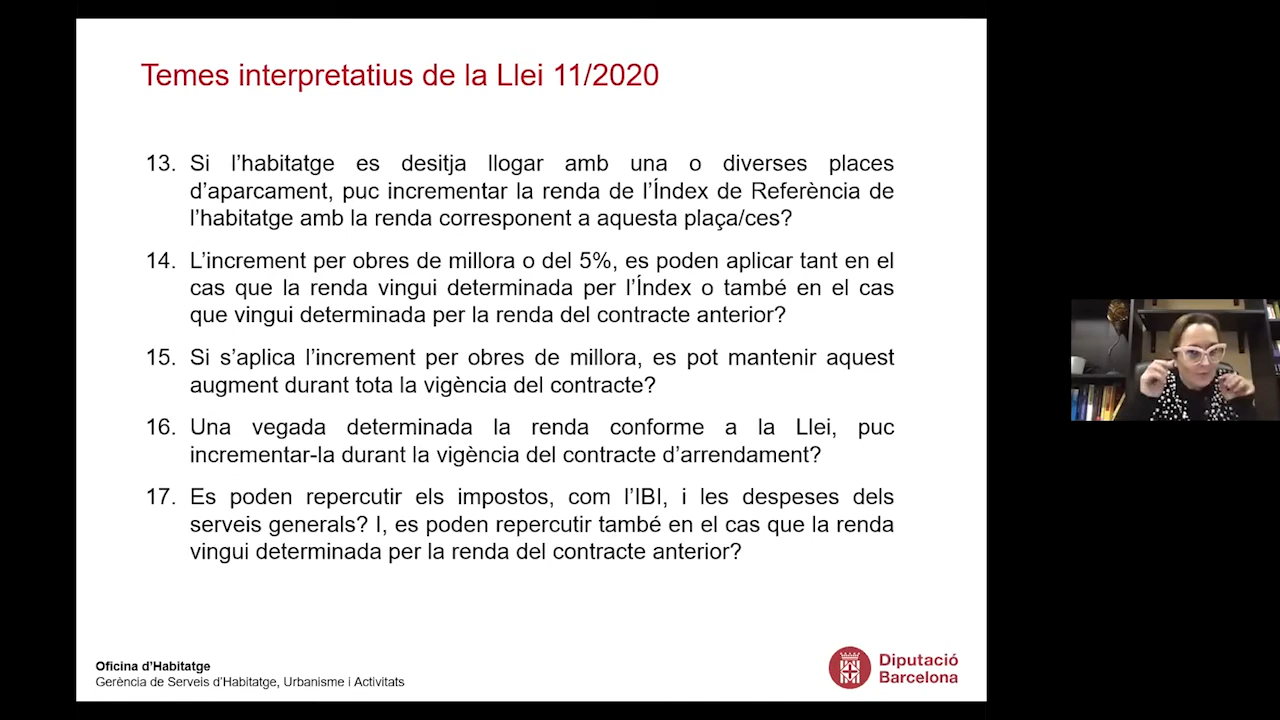 Temes interpretatius de la Llei 11/2020
13. Si l’habitatge es desitja llogar amb una o diverses places
d’aparcament, puc incrementar la renda de l’Índex de Referència de
l’habitatge amb la renda corresponent a aquesta plaça/ces?
14. L’increment per obres de millora o del 5%, es poden aplicar tant en el
cas que la renda vingui determinada per l’Índex o també en el cas
que vingui determinada per la renda del contracte anterior?
15. Si s’aplica l’increment per obres de millora, es pot mantenir aquest
augment durant tota la vigència del contracte?
16. Una vegada determinada la renda conforme a la Llei, puc
incrementar-la durant la vigència del contracte d’arrendament?
17. Es poden repercutir els impostos, com l’IBI, i les despeses dels
serveis generals? I, es poden repercutir també en el cas que la renda
vingui determinada per la renda del contracte anterior?
Oficina d’Habitatge
Gerència de Serveis d’Habitatge, Urbanisme i Activitats
Diputació
Barcelona